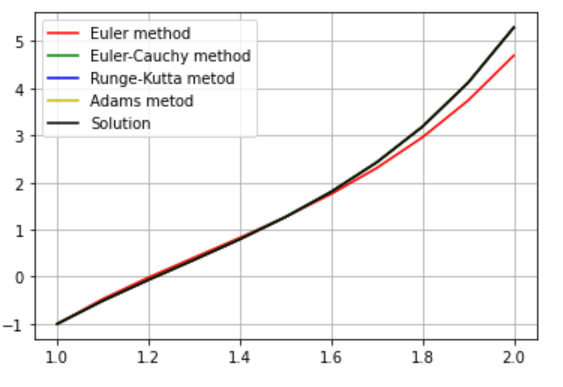 Euler method
Euler-Cauchy method
Runge-Kutta metod
Adams metod
Solution
5
4
3
2
1
0
−1
1.0 1.2 1.4 1.6 1.8 2.0